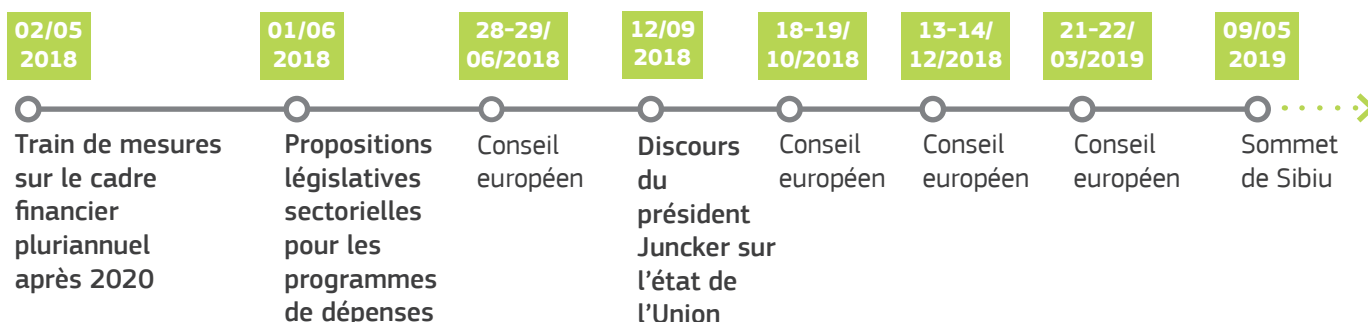 02/05
2018
01/06
2018
28-29/
06/2018
12/09
2018
18-19/
10/2018
13-14/
12/2018
21-22/
03/2019
09/05
2019
Train de mesures
sur le cadre
financier
pluriannuel
après 2020
Propositions
législatives
sectorielles
pour les
programmes
de dépenses
Conseil
européen
Discours
du
président
Juncker sur
l'état de
l'Union
Conseil
européen
Conseil
européen
Conseil
européen
Sommet
de Sibiu